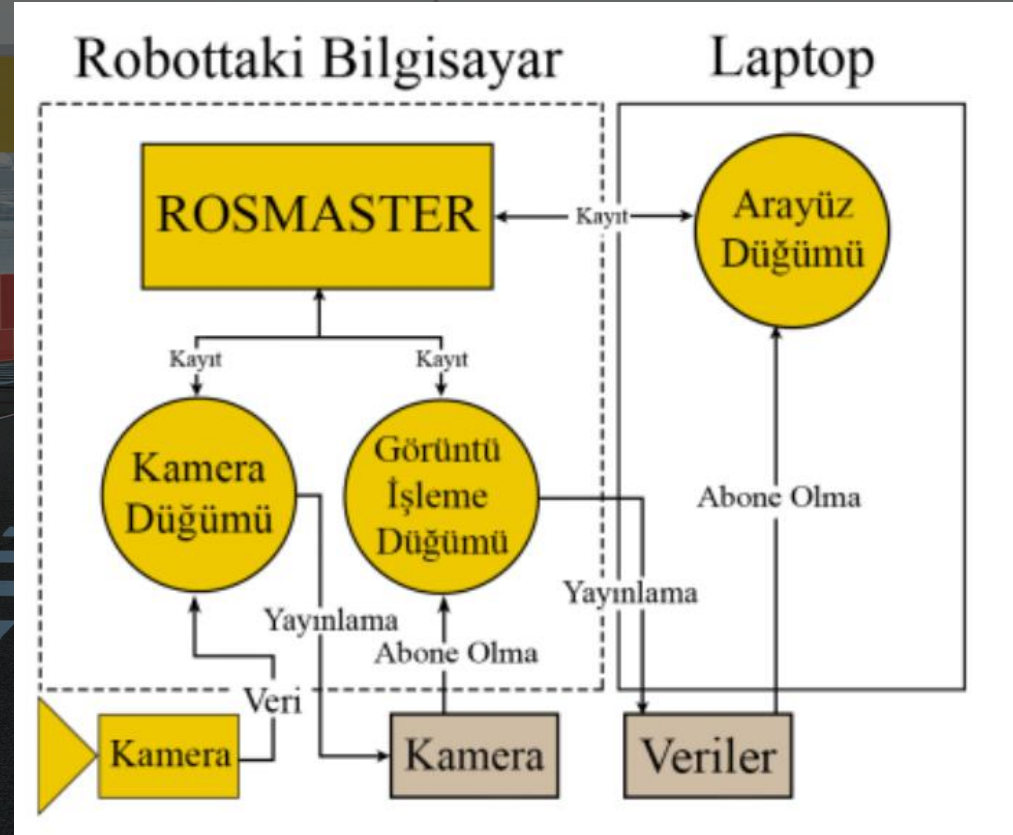 Robottaki Bilgisayar
Laptop
ROSMASTER
Kayıt
Arayüz
Düğümü
Kayıt
Kayıt
Kamera
Düğümü
Görüntü
İşleme
Düğümü
Abone Olma
Yayınlama
Yayınlama
Abone Olma
Veri
Kamera
Kamera
Veriler